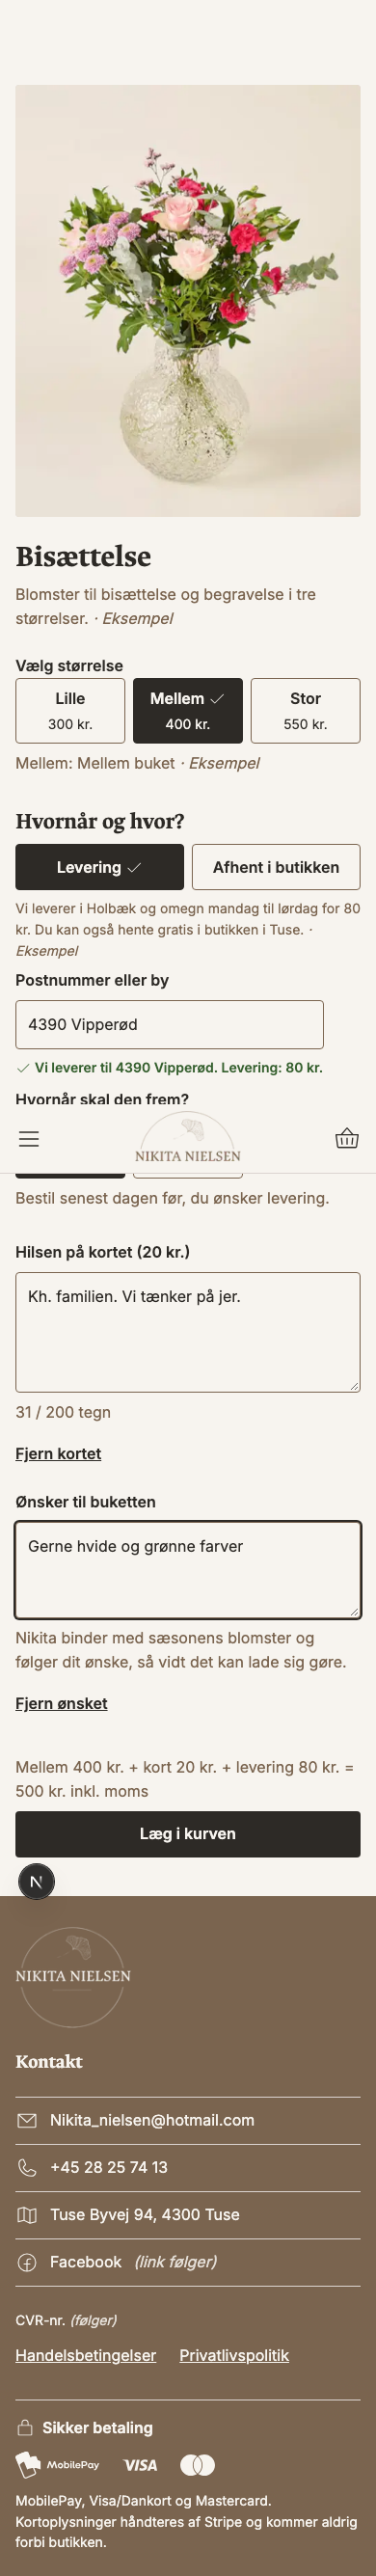 Bisættelse
Blomster til bisættelse og begravelse i tre
størrelser. · Eksempel
Vælg størrelse
Lille
300 kr.
Mellem
400 kr.
Stor
550 kr.
Mellem: Mellem buket · Eksempel
Hvornår og hvor?
Levering
Afhent i butikken
Vi leverer i Holbæk og omegn mandag til lørdag for 80
kr. Du kan også hente gratis i butikken i Tuse. ·
Eksempel
Postnummer eller by
4390 Vipperød
Vi leverer til 4390 Vipperød. Levering: 80 kr.
Hvornår skal den frem?
NIKITA NIELSEN
Bestil senest dagen før, du ønsker levering.
Hilsen på kortet (20 kr.)
Kh. familien. Vi tænker på jer.
31 / 200 tegn
Fjern kortet
Ønsker til buketten
Gerne hvide og grønne farver
Nikita binder med sæsonens blomster og
følger dit ønske, så vidt det kan lade sig gøre.
Fjern ønsket
Mellem 400 kr. + kort 20 kr. + levering 80 kr. =
500 kr. inkl. moms
Læg i kurven
N
NIKITA NIELSEN
Kontakt
Nikita_nielsen@hotmail.com
+45 28 25 74 13
Tuse Byvej 94, 4300 Tuse
Facebook (link følger)
CVR-nr. (følger)
Handelsbetingelser Privatlivspolitik
Sikker betaling
MobilePay VISA
MobilePay, Visa/Dankort og Mastercard.
Kortoplysninger håndteres af Stripe og kommer aldrig
forbi butikken.